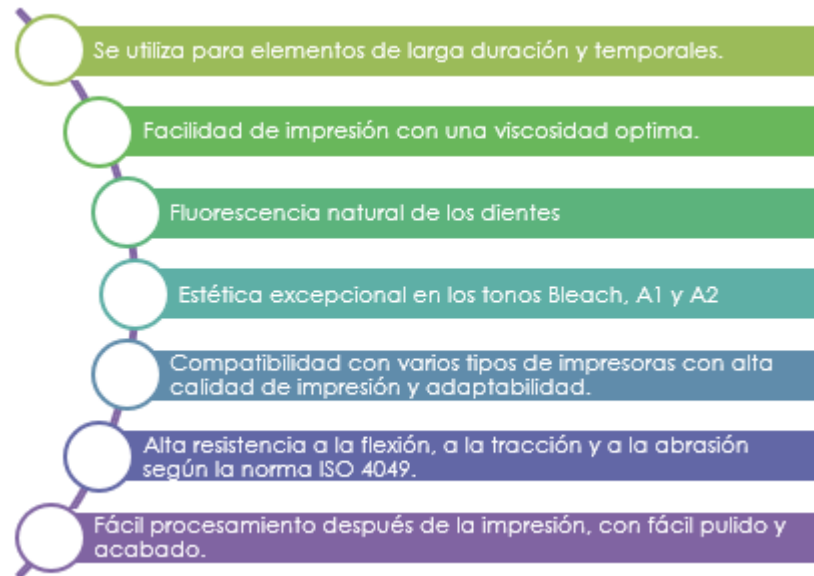 Se utiliza para elementos de larga duración y temporales.
Facilidad de impresión con una viscosidad optima.
Fluorescencia natural de los dientes
Estética excepcional en los tonos Bleach, A1 y A2
Compatibilidad con varios tipos de impresoras con alta
calidad de impresión y adaptabilidad.
Alta resistencia a la flexión, a la tracción y a la abrasión
según la norma ISO 4049.
Fácil procesamiento después de la impresión, con fácil pulido y
acabado.